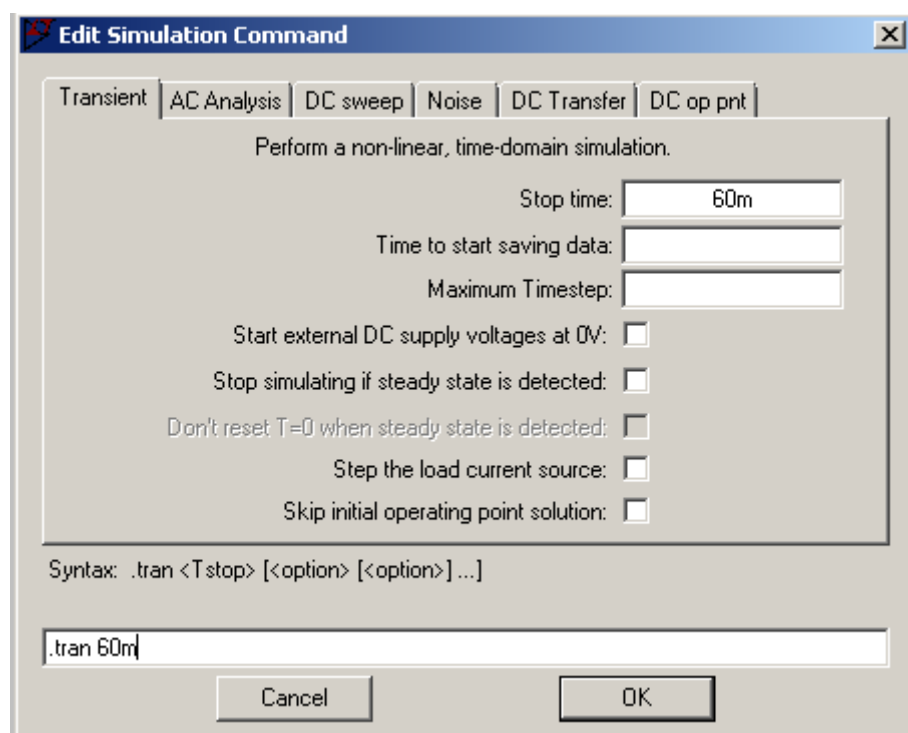 Edit Simulation Command
Transient AC Analysis DC sweep Noise DC Transfer DC op pnt
Perform a non-linear, time-domain simulation.
Stop time: 60m
Time to start saving data:
Maximum Timestep:
Start external DC supply voltages at 0V:
Stop simulating if steady state is detected:
Don't reset T=0 when steady state is detected:
Step the load current source:
Skip initial operating point solution:
Syntax: .tran <Tstop> [<option> [<option>] ...]
.tran 60m
Cancel OK